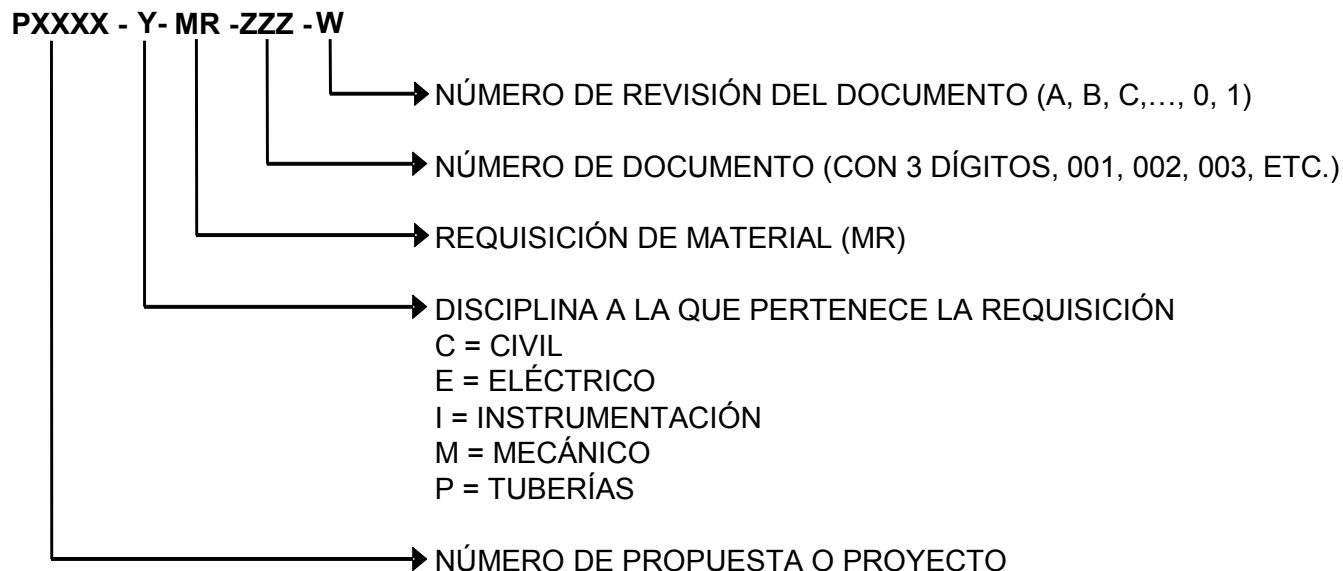 PXXXX - Y- MR -ZZZ -W
NÚMERO DE REVISIÓN DEL DOCUMENTO (A, B, C,…, 0, 1)
NÚMERO DE DOCUMENTO (CON 3 DÍGITOS, 001, 002, 003, ETC.)
REQUISICIÓN DE MATERIAL (MR)
DISCIPLINA A LA QUE PERTENECE LA REQUISICIÓN
C = CIVIL
E = ELÉCTRICO
I = INSTRUMENTACIÓN
M = MECÁNICO
P = TUBERÍAS
NÚMERO DE PROPUESTA O PROYECTO